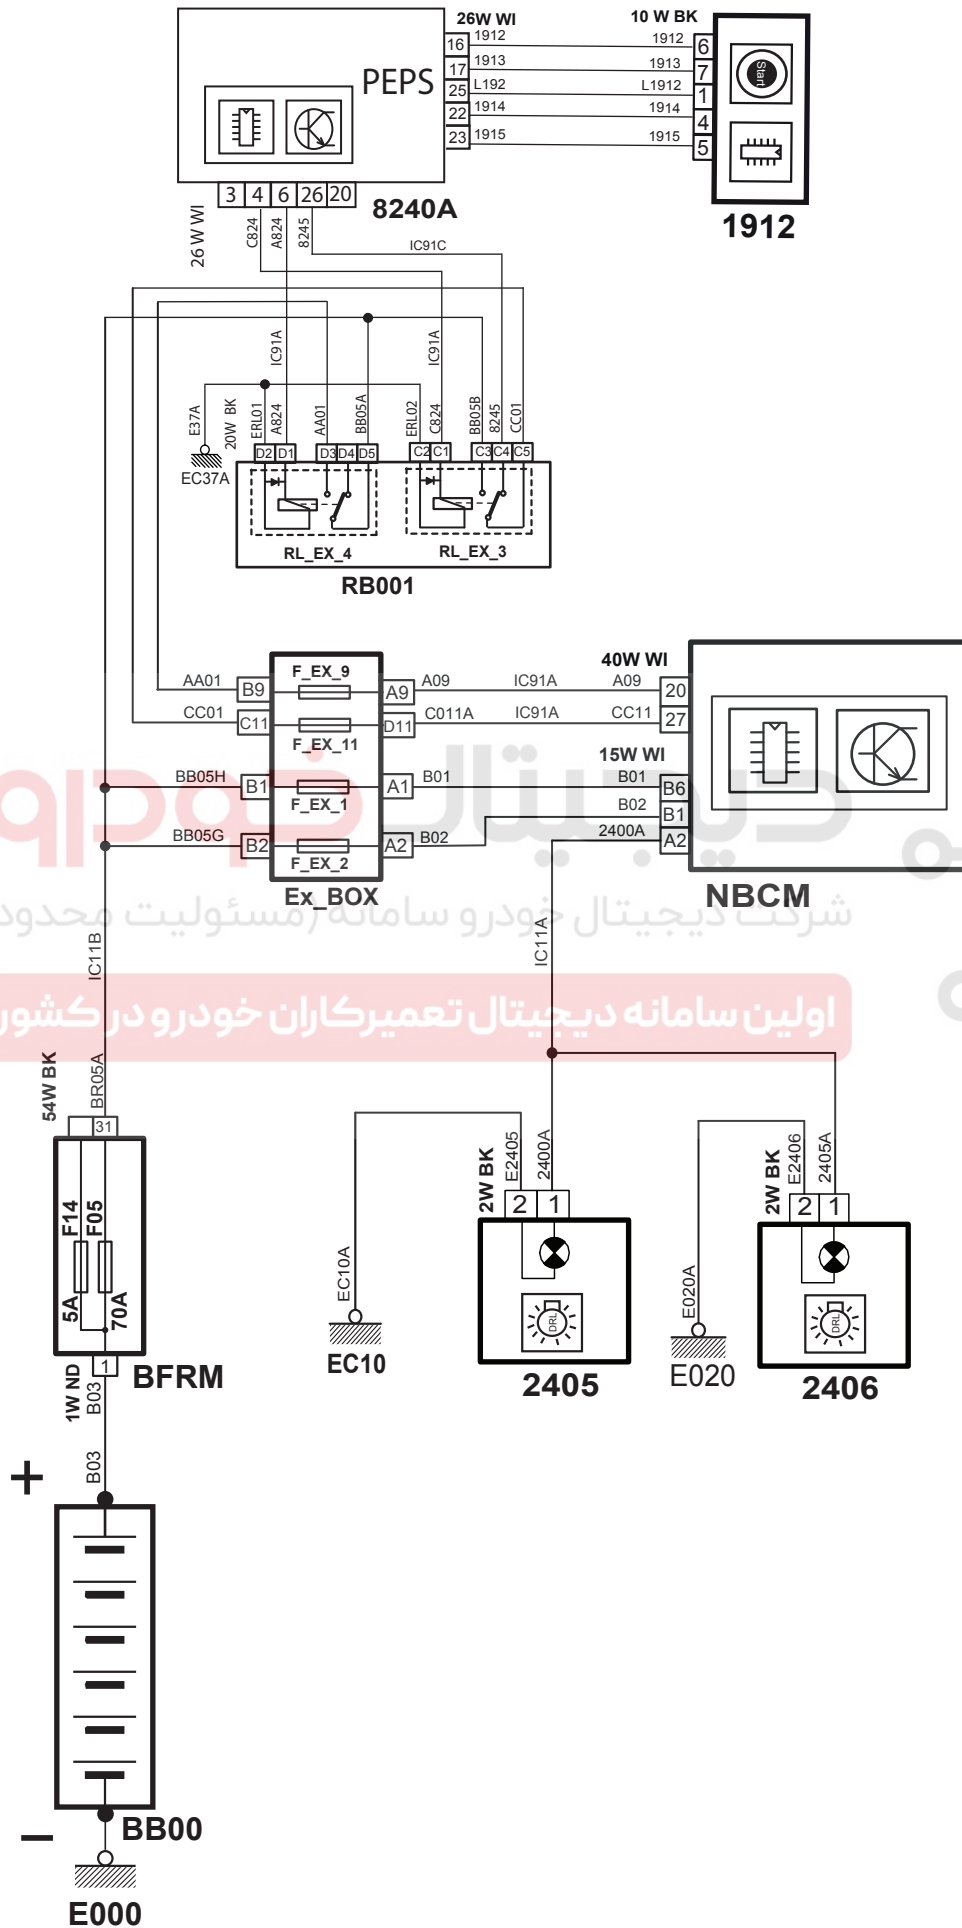 26W WI
10 W BK
PEPS
16 1912 1912 6
17 1913 1913 7
25 L192 L1912 1
22 1914 1914 4
23 1915 1915 5
Start
1912
3 4 6 26 20
8240A
26 W WI
C824
A824
8245
IC91C
IC91A
IC91A
E37A
20W BK
ERL01
A824
AA01
BB05A
ERL02
C824
BB05B
8245
CC01
EC37A
D2 D1 D3 D4 D5
C2 C1 C3 C4 C5
RL_EX_4
RL_EX_3
RB001
40W WI
AA01 B9 F_EX_9 A9 A09 IC91A A09 20
CC01 C11 F_EX_11 D11 C011A IC91A CC11 27
15W WI
BB05H B1 F_EX_1 A1 B01 B01 B6
B02 B1
BB05G B2 F_EX_2 A2 B02
2400A A2
Ex_BOX
NBCM
دیجیتال خودرو
شرکت دیجیتال خودرو سامانه (مسئولیت محدود
اولین سامانه دیجیتال تعمیرکاران خودرو در کشور
IC11B
IC11A
54W BK
BR05A
31
F14
F05
5A
70A
1
BFRM
1W ND
B03
B03
2W BK
E2405
2400A
2 1
EC10A
EC10
DRL
2405
2W BK
E2406
2405A
2 1
E020A
E020
DRL
2406
+
–
BB00
E000